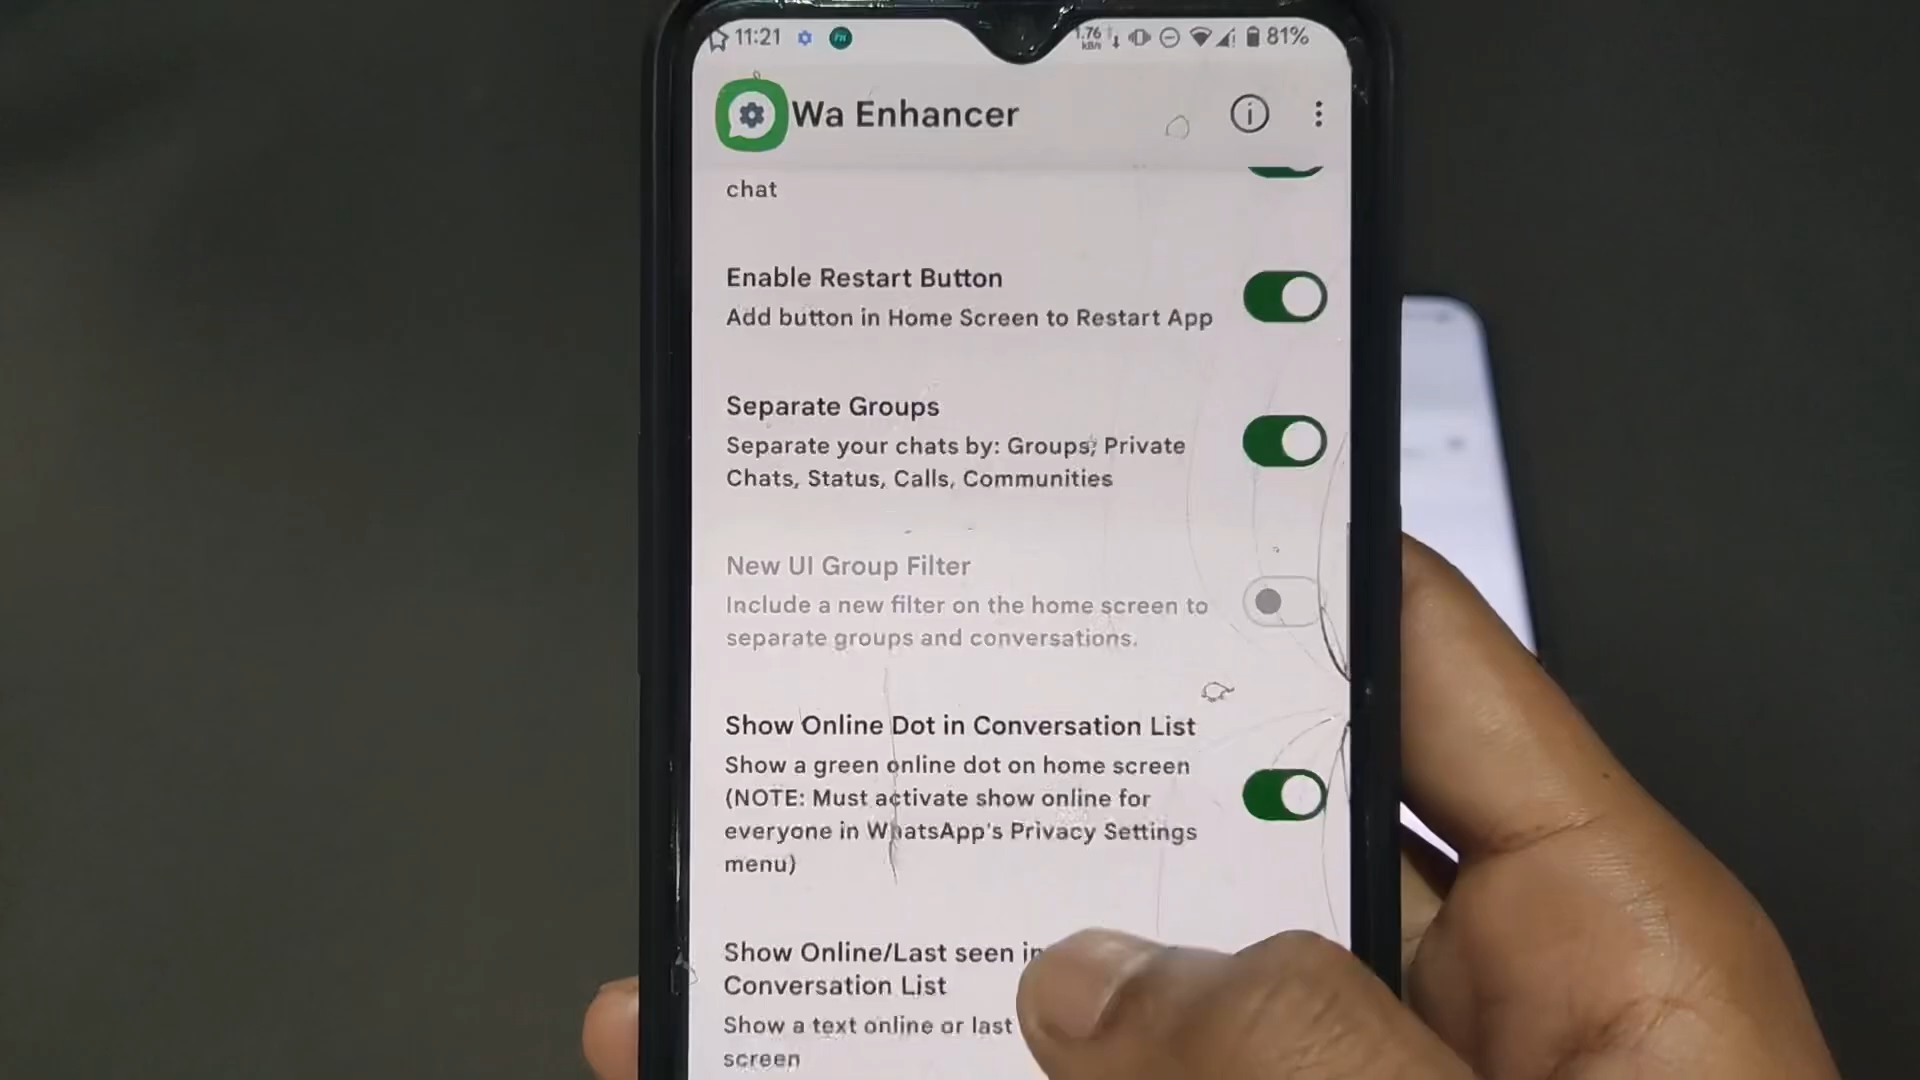 11:21
1.76
kB/s
81%
Wa Enhancer
chat
Enable Restart Button
Add button in Home Screen to Restart App
Separate Groups
Separate your chats by: Groups, Private
Chats, Status, Calls, Communities
New UI Group Filter
Include a new filter on the home screen to
separate groups and conversations.
Show Online Dot in Conversation List
Show a green online dot on home screen
(NOTE: Must activate show online for
everyone in WhatsApp's Privacy Settings
menu)
Show Online/Last seen in
Conversation List
Show a text online or last
screen